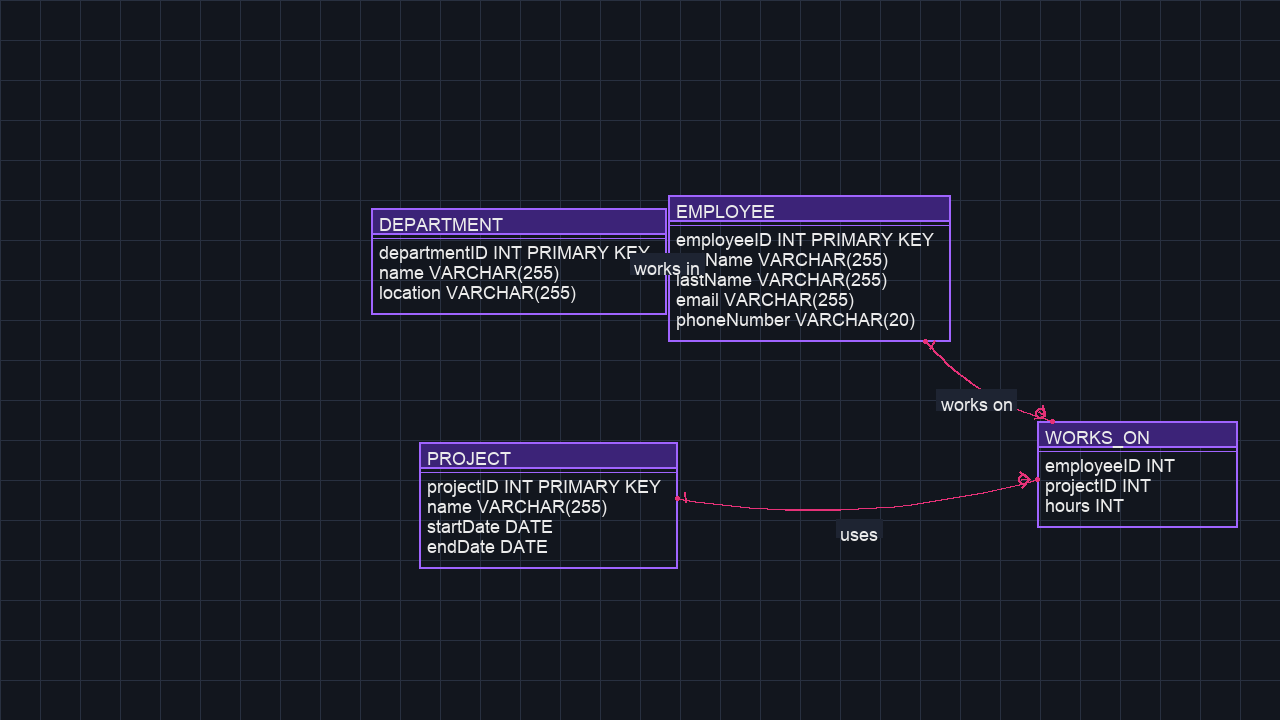 DEPARTMENT
departmentID INT PRIMARY KEY
name VARCHAR(255)
location VARCHAR(255)
works in
EMPLOYEE
employeeID INT PRIMARY KEY
Name VARCHAR(255)
lastName VARCHAR(255)
email VARCHAR(255)
phoneNumber VARCHAR(20)
works on
WORKS_ON
employeeID INT
projectID INT
hours INT
PROJECT
projectID INT PRIMARY KEY
name VARCHAR(255)
startDate DATE
endDate DATE
uses